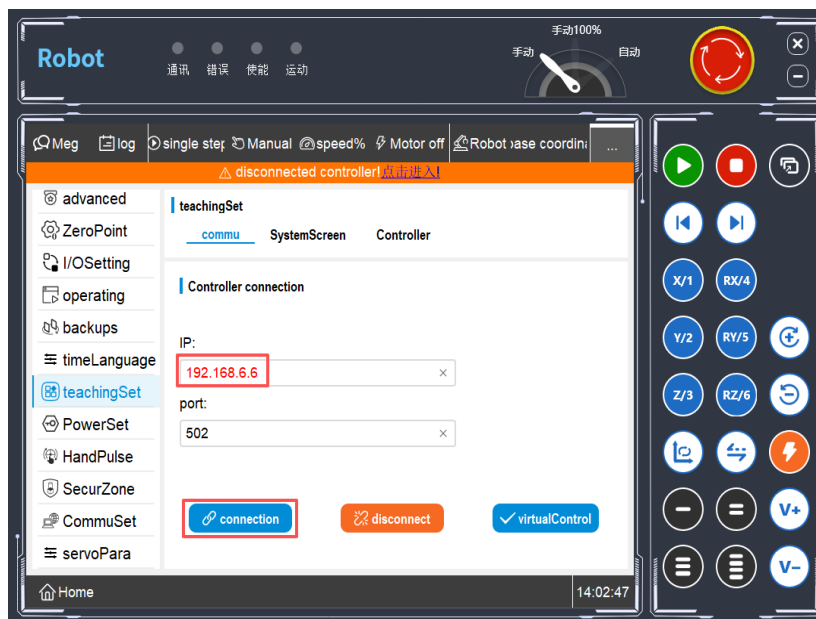 手动100%
Robot
通讯 错误 使能 运动
手动 自动
Meg log single step Manual speed% Motor off Robot base coordin: ...
disconnected controller!点击进入!
advanced
ZeroPoint
I/OSetting
operating
backups
timeLanguage
teachingSet
PowerSet
HandPulse
SecurZone
CommuSet
servoPara
teachingSet
commu SystemScreen Controller
Controller connection
IP:
192.168.6.6 ×
port:
502 ×
connection disconnect virtualControl
Home 14:02:47
X/1 RX/4
Y/2 RY/5
Z/3 RZ/6
V+
V−